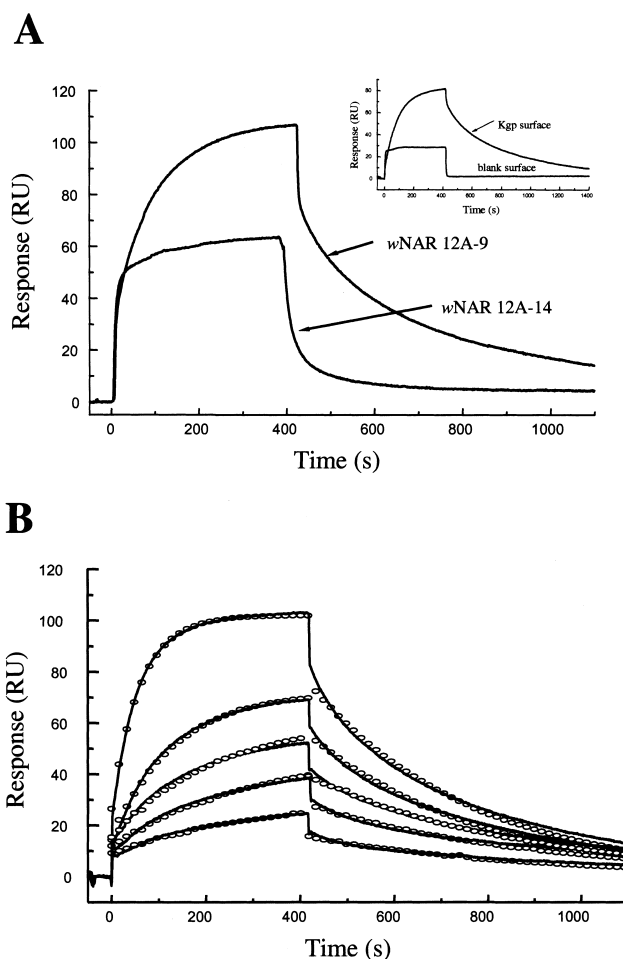 A
120
100
80
60
40
20
0
Response (RU)
0 200 400 600 800 1000
Time (s)
wNAR 12A-9
wNAR 12A-14
80
60
40
20
0
Response (RU)
Kgp surface
blank surface
0 200 400 600 800 1000 1200 1400
Time (s)
B
120
100
80
60
40
20
0
Response (RU)
0 200 400 600 800 1000
Time (s)